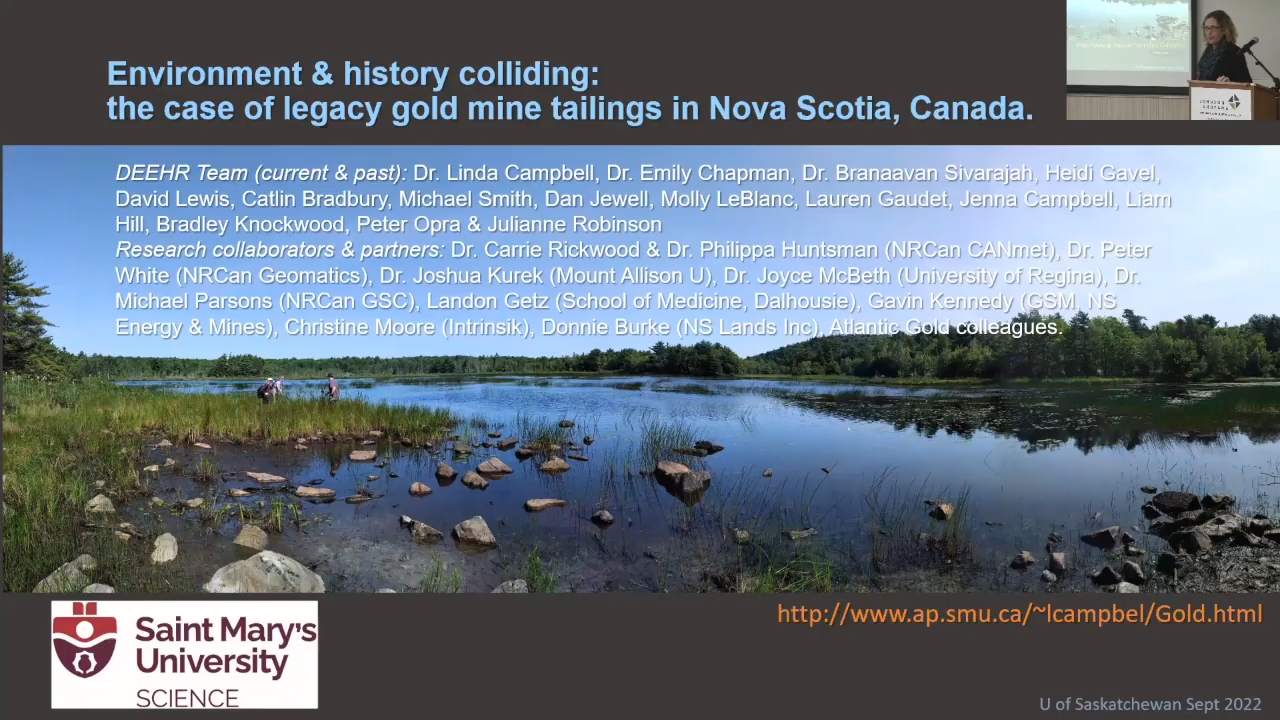 Environment & history colliding:
the case of legacy gold mine tailings in Nova Scotia, Canada.
DEEHR Team (current & past): Dr. Linda Campbell, Dr. Emily Chapman, Dr. Branaavan Sivarajah, Heidi Gavel,
David Lewis, Catlin Bradbury, Michael Smith, Dan Jewell, Molly LeBlanc, Lauren Gaudet, Jenna Campbell, Liam
Hill, Bradley Knockwood, Peter Opra & Julianne Robinson
Research collaborators & partners: Dr. Carrie Rickwood & Dr. Philippa Huntsman (NRCan CANmet), Dr. Peter
White (NRCan Geomatics), Dr. Joshua Kurek (Mount Allison U), Dr. Joyce McBeth (University of Regina), Dr.
Michael Parsons (NRCan GSC), Landon Getz (School of Medicine, Dalhousie), Gavin Kennedy (GSM, NS
Energy & Mines), Christine Moore (Intrinsik), Donnie Burke (NS Lands Inc), Atlantic Gold colleagues.
http://www.ap.smu.ca/~lcampbel/Gold.html
Saint Mary's
University
SCIENCE
U of Saskatchewan Sept 2022